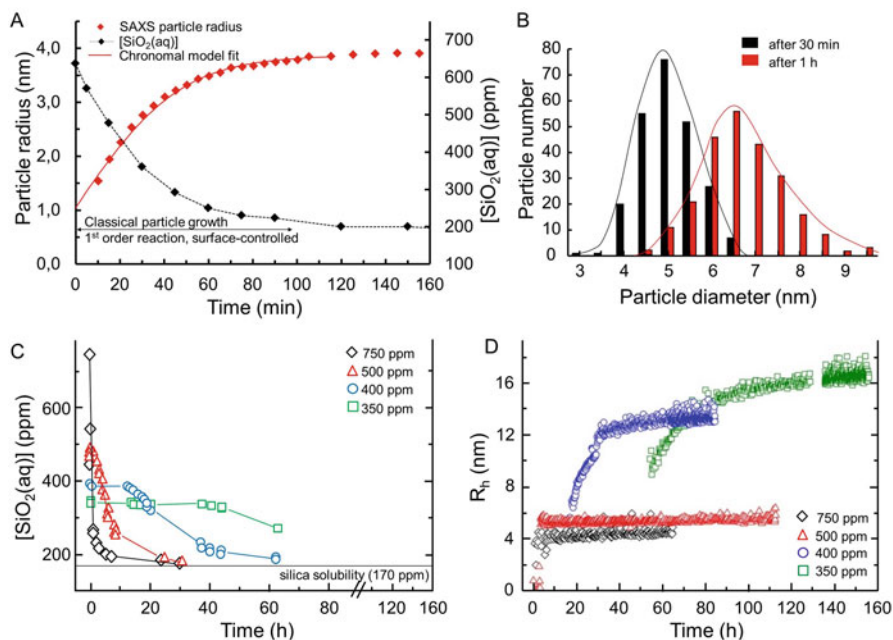 A
SAXS particle radius
[SiO2(aq)]
Chronomal model fit
4,0
3,0
2,0
1,0
0,0
Particle radius (nm)
700
600
500
400
300
200
100
[SiO2(aq)] (ppm)
Classical particle growth
1st order reaction, surface-controlled
0 20 40 60 80 100 120 140 160
Time (min)
B
after 30 min
after 1 h
80
70
60
50
40
30
20
10
0
Particle number
3 4 5 6 7 8 9
Particle diameter (nm)
C
750 ppm
500 ppm
400 ppm
350 ppm
600
400
200
[SiO2(aq)] (ppm)
silica solubility (170 ppm)
0 20 40 60 80 120 160
Time (h)
D
16
12
8
4
0
Rh (nm)
750 ppm
500 ppm
400 ppm
350 ppm
0 20 40 60 80 100 120 140 160
Time (h)